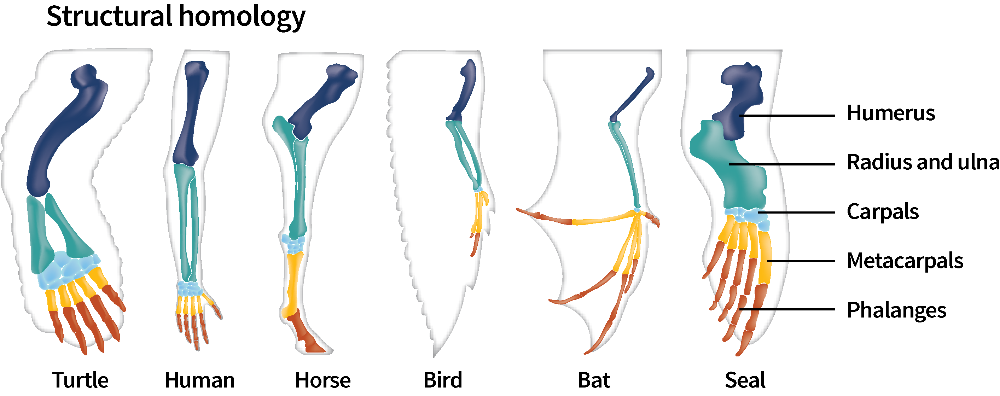 Structural homology
Humerus
Radius and ulna
Carpals
Metacarpals
Phalanges
Turtle
Human
Horse
Bird
Bat
Seal